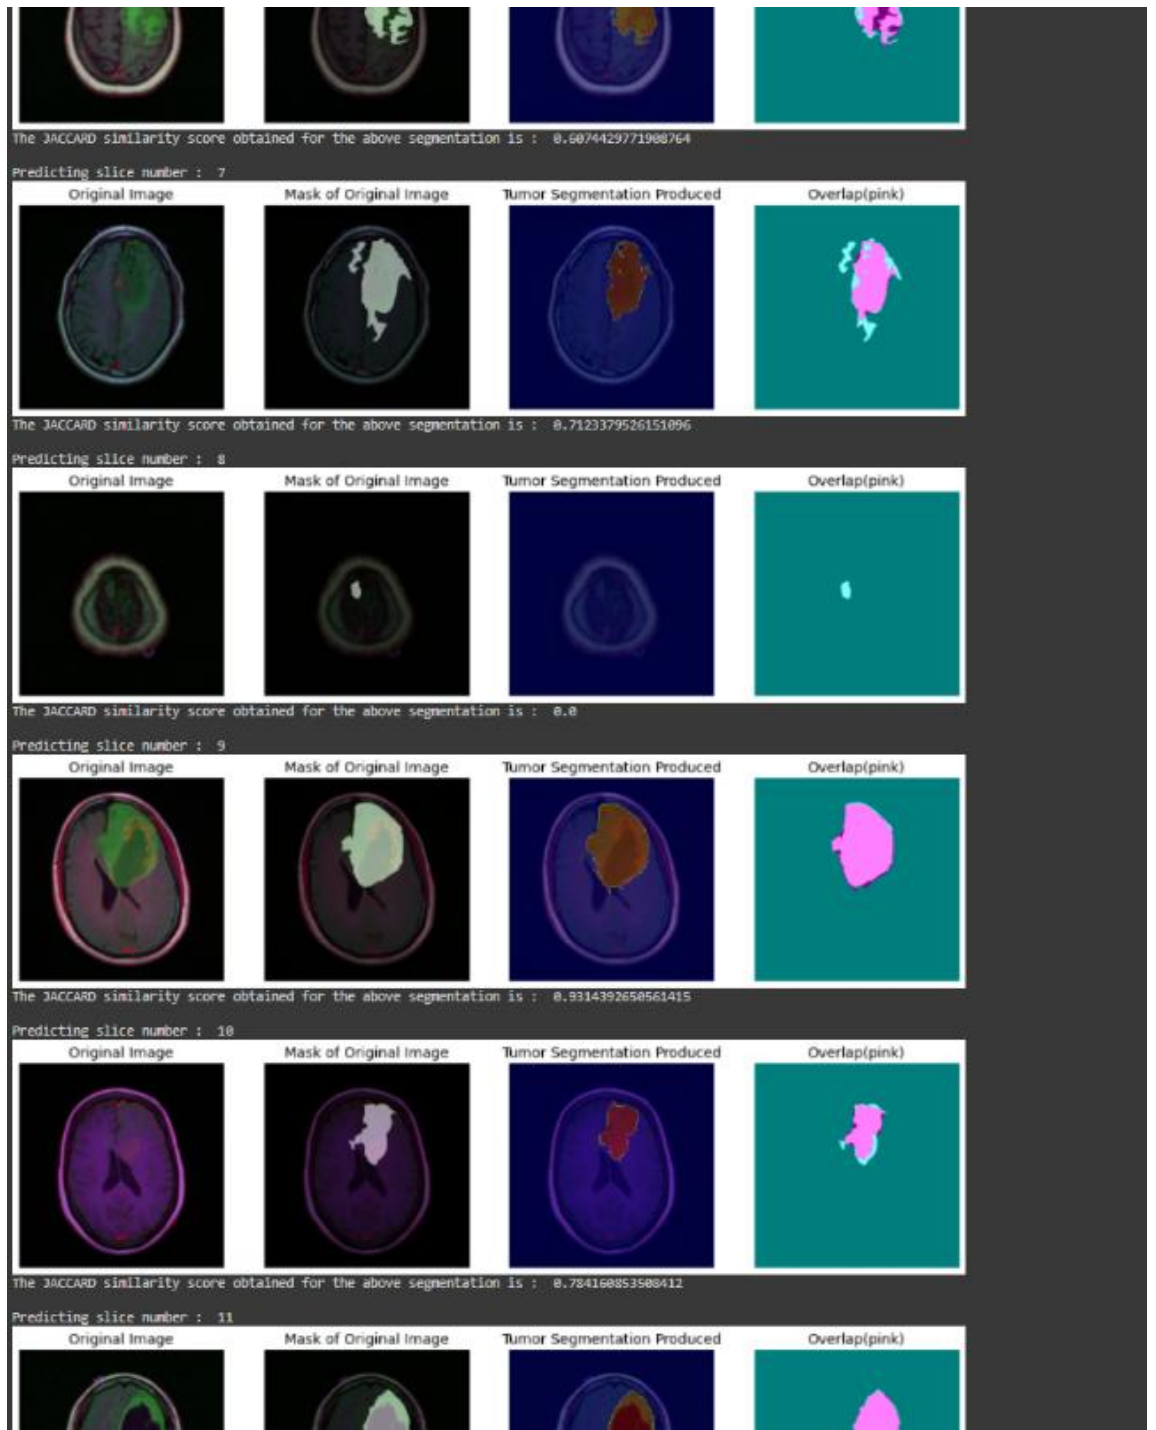 The JACCARD similarity score obtained for the above segmentation is :  0.6074429771908764
Predicting slice number :  7
Original Image Mask of Original Image Tumor Segmentation Produced Overlap(pink)
The JACCARD similarity score obtained for the above segmentation is :  0.7123379526151096
Predicting slice number :  8
Original Image Mask of Original Image Tumor Segmentation Produced Overlap(pink)
The JACCARD similarity score obtained for the above segmentation is :  0.0
Predicting slice number :  9
Original Image Mask of Original Image Tumor Segmentation Produced Overlap(pink)
The JACCARD similarity score obtained for the above segmentation is :  0.9314392650561415
Predicting slice number :  10
Original Image Mask of Original Image Tumor Segmentation Produced Overlap(pink)
The JACCARD similarity score obtained for the above segmentation is :  0.784160853508412
Predicting slice number :  11
Original Image Mask of Original Image Tumor Segmentation Produced Overlap(pink)